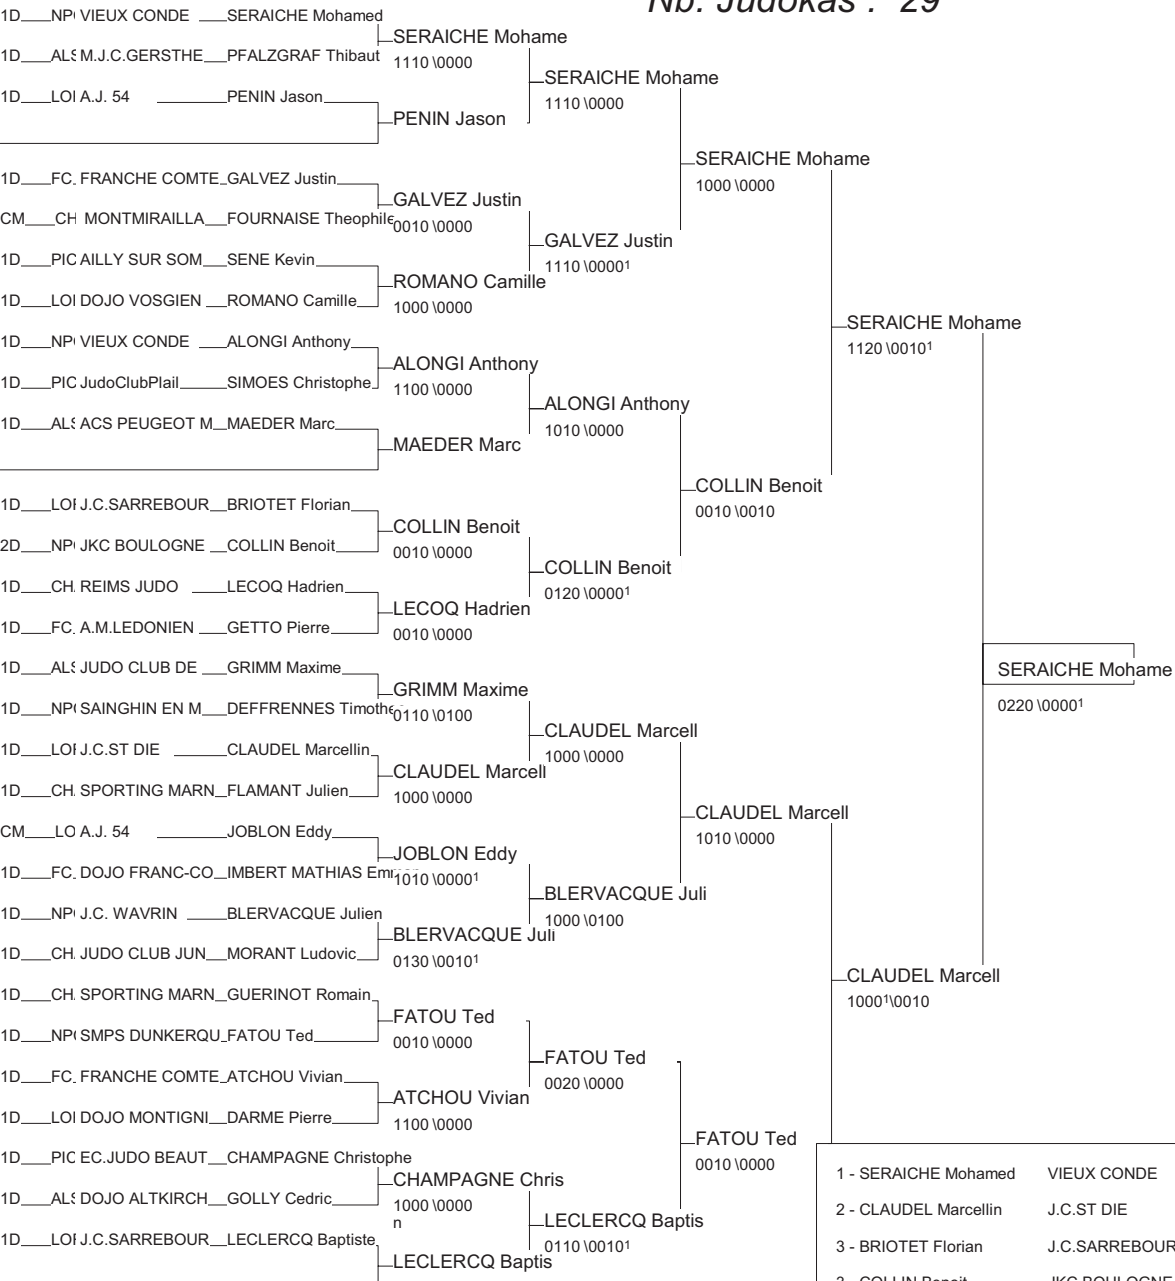 Nb. Judokas : 29
1D NP VIEUX CONDE SERAICHE Mohamed
SERAICHE Mohame
1D ALS M.J.C.GERSTHE PFALZGRAF Thibaut
1110 \0000
SERAICHE Mohame
1D LOI A.J. 54 PENIN Jason
1110 \0000
PENIN Jason
SERAICHE Mohame
1D FC FRANCHE COMTE GALVEZ Justin
1000 \0000
GALVEZ Justin
CM CH MONTMIRAILLA FOURNAISE Theophile
0010 \0000
GALVEZ Justin
1D PIC AILLY SUR SOM SENE Kevin
1110 \0000¹
ROMANO Camille
1D LOI DOJO VOSGIEN ROMANO Camille
1000 \0000
SERAICHE Mohame
1D NP VIEUX CONDE ALONGI Anthony
1120 \0010¹
ALONGI Anthony
1D PIC JudoClubPlail SIMOES Christophe
1100 \0000
ALONGI Anthony
1D ALS ACS PEUGEOT M MAEDER Marc
1010 \0000
MAEDER Marc
COLLIN Benoit
1D LOI J.C.SARREBOUR BRIOTET Florian
0010 \0010
COLLIN Benoit
2D NP JKC BOULOGNE COLLIN Benoit
0010 \0000
COLLIN Benoit
1D CH REIMS JUDO LECOQ Hadrien
0120 \0000¹
LECOQ Hadrien
1D FC A.M.LEDONIEN GETTO Pierre
0010 \0000
1D ALS JUDO CLUB DE GRIMM Maxime
SERAICHE Mohame
GRIMM Maxime
1D NP SAINGHIN EN M DEFFRENNES Timothe
0110 \0100
0220 \0000¹
CLAUDEL Marcell
1D LOI J.C.ST DIE CLAUDEL Marcellin
1000 \0000
CLAUDEL Marcell
1D CH SPORTING MARN FLAMANT Julien
1000 \0000
CLAUDEL Marcell
CM LO A.J. 54 JOBLON Eddy
1010 \0000
JOBLON Eddy
1D FC DOJO FRANC-CO IMBERT MATHIAS Emm
1010 \0000¹
BLERVACQUE Juli
1D NP J.C. WAVRIN BLERVACQUE Julien
1000 \0100
BLERVACQUE Juli
1D CH JUDO CLUB JUN MORANT Ludovic
0130 \0010¹
CLAUDEL Marcell
1D CH SPORTING MARN GUERINOT Romain
1000¹\0010
FATOU Ted
1D NP SMPS DUNKERQU FATOU Ted
0010 \0000
FATOU Ted
1D FC FRANCHE COMTE ATCHOU Vivian
0020 \0000
ATCHOU Vivian
1D LOI DOJO MONTIGNI DARME Pierre
1100 \0000
FATOU Ted
1D PIC EC.JUDO BEAUT CHAMPAGNE Christophe
0010 \0000
1 - SERAICHE Mohamed VIEUX CONDE
CHAMPAGNE Chris
1D ALS DOJO ALTKIRCH GOLLY Cedric
1000 \0000
2 - CLAUDEL Marcellin J.C.ST DIE
n
LECLERCQ Baptis
1D LOI J.C.SARREBOUR LECLERCQ Baptiste
0110 \0010¹
3 - BRIOTET Florian J.C.SARREBOUR
LECLERCQ Baptis
3 - COLLIN Benoit JKC BOULOGNE